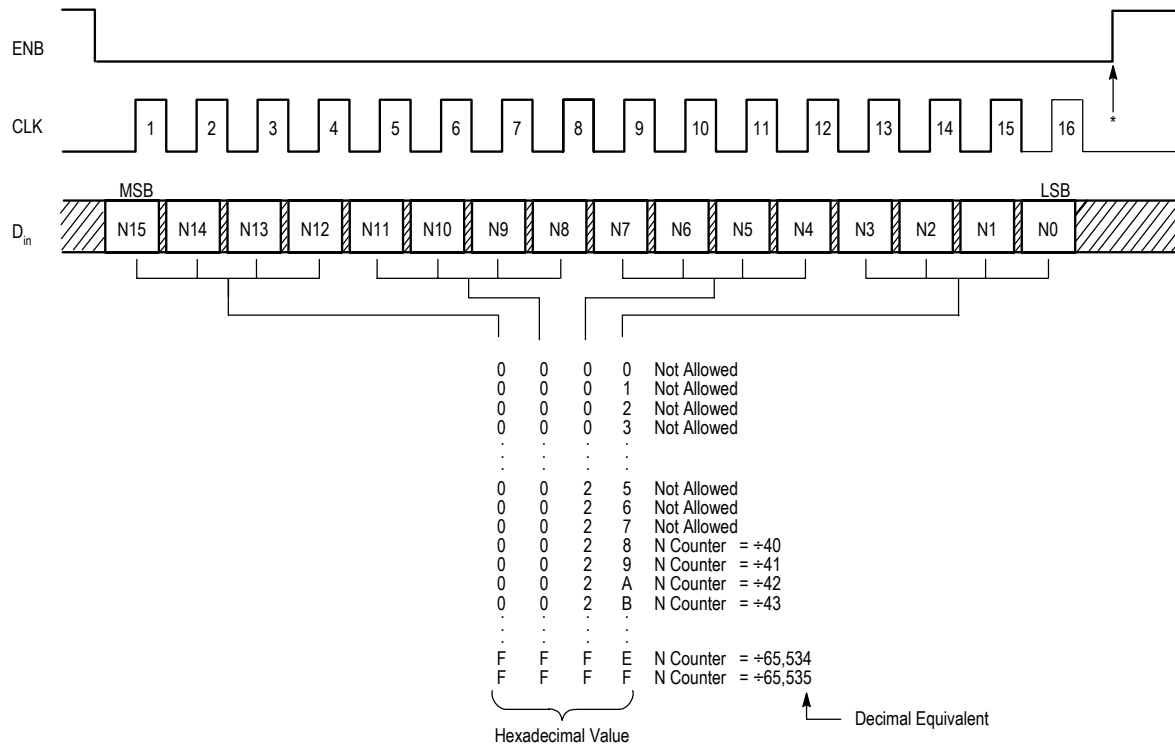 ENB
CLK
1 2 3 4 5 6 7 8 9 10 11 12 13 14 15 16 *
MSB LSB
Din N15 N14 N13 N12 N11 N10 N9 N8 N7 N6 N5 N4 N3 N2 N1 N0
0 0 0 0 Not Allowed
0 0 0 1 Not Allowed
0 0 0 2 Not Allowed
0 0 0 3 Not Allowed
. . . .
. . . .
. . . .
0 0 2 5 Not Allowed
0 0 2 6 Not Allowed
0 0 2 7 Not Allowed
0 0 2 8 N Counter = ÷40
0 0 2 9 N Counter = ÷41
0 0 2 A N Counter = ÷42
0 0 2 B N Counter = ÷43
. . . .
. . . .
F F F E N Counter = ÷65,534
F F F F N Counter = ÷65,535
Decimal Equivalent
Hexadecimal Value